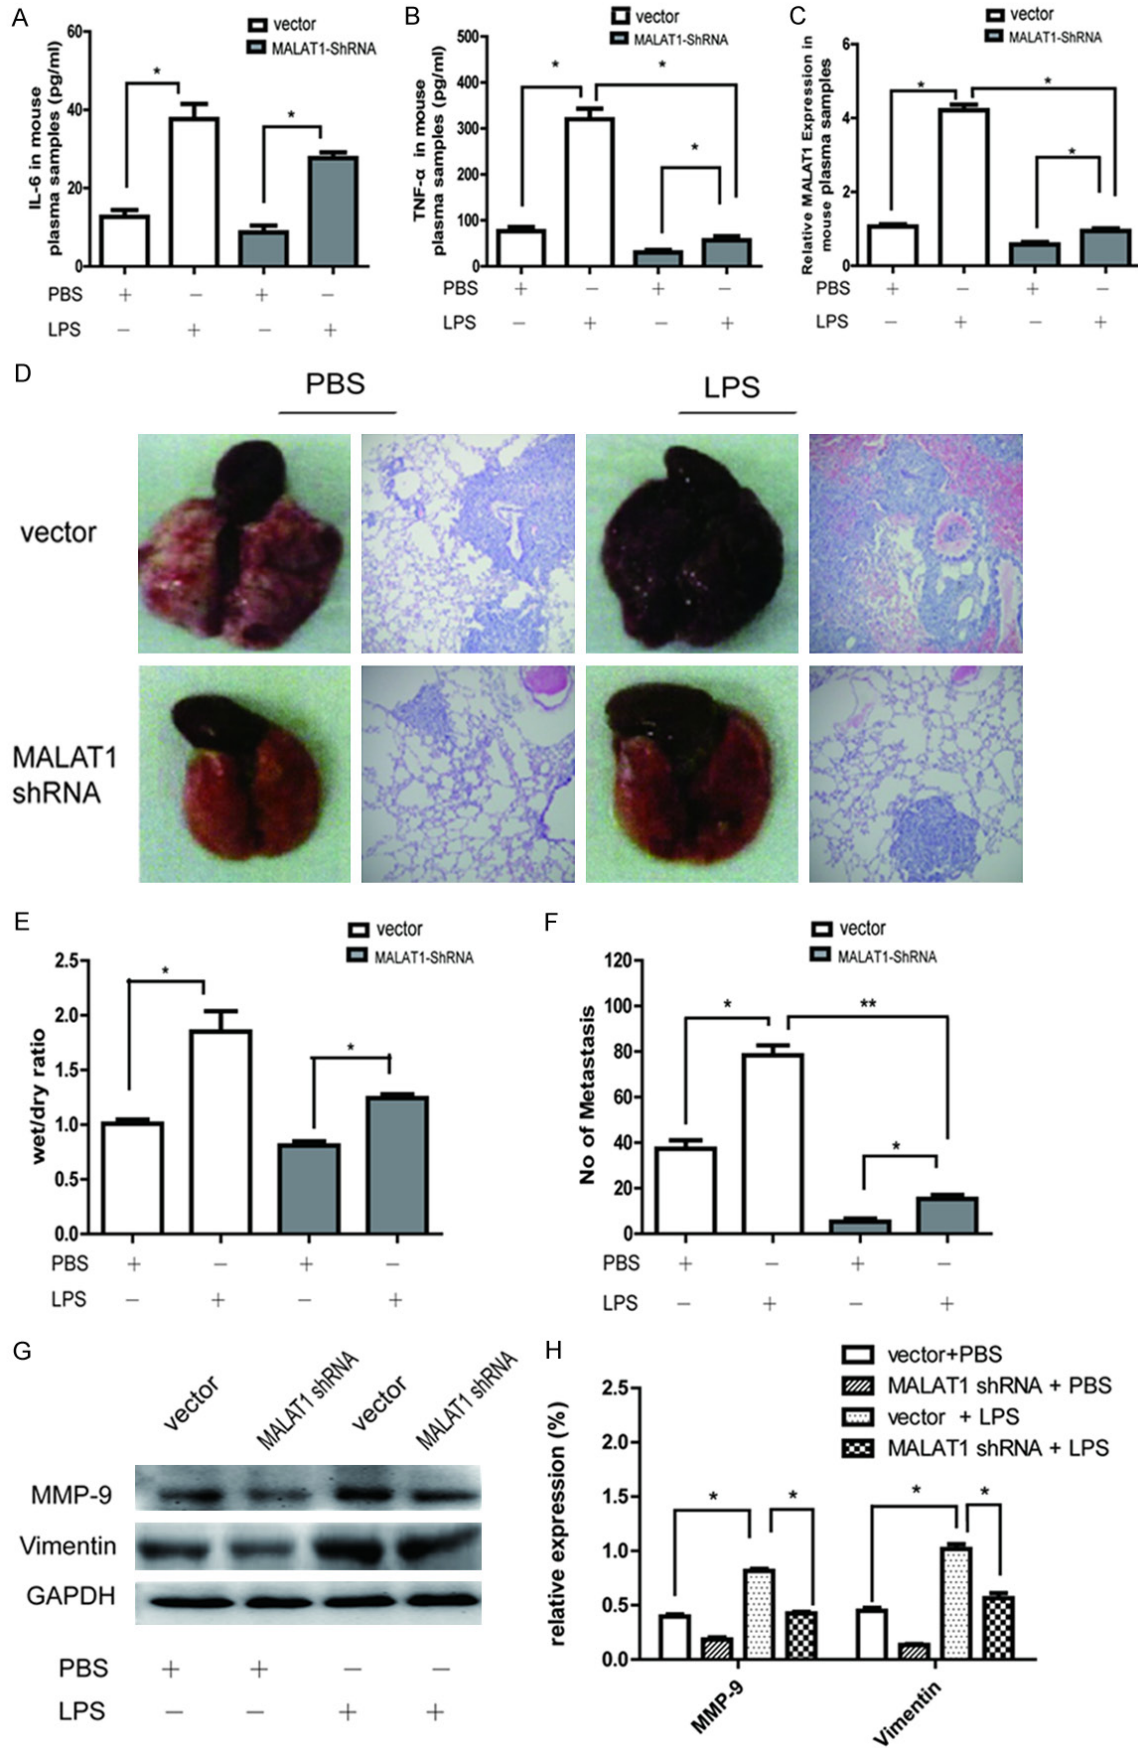 A
vector
MALAT1-ShRNA
IL-6 in mouse
plasma samples (pg/ml)
60
40
20
0
*
*
PBS + − + −
LPS − + − +
B
vector
MALAT1-ShRNA
TNF-α in mouse
plasma samples (pg/ml)
500
400
300
200
100
0
* *
*
PBS + − + −
LPS − + − +
C
vector
MALAT1-ShRNA
Relative MALAT1 Expression in
mouse plasma samples
6
4
2
0
* *
*
PBS + − + −
LPS − + − +
D
PBS LPS
vector
MALAT1
shRNA
E
vector
MALAT1-ShRNA
wet/dry ratio
2.5
2.0
1.5
1.0
0.5
0.0
*
*
PBS + − + −
LPS − + − +
F
vector
MALAT1-ShRNA
No of Metastasis
120
100
80
60
40
20
0
* **
*
PBS + − + −
LPS − + − +
G
vector MALAT1 shRNA vector MALAT1 shRNA
MMP-9
Vimentin
GAPDH
PBS + + − −
LPS − − + +
H
vector+PBS
MALAT1 shRNA + PBS
vector + LPS
MALAT1 shRNA + LPS
relative expression (%)
2.5
2.0
1.5
1.0
0.5
0.0
* * * *
MMP-9 Vimentin